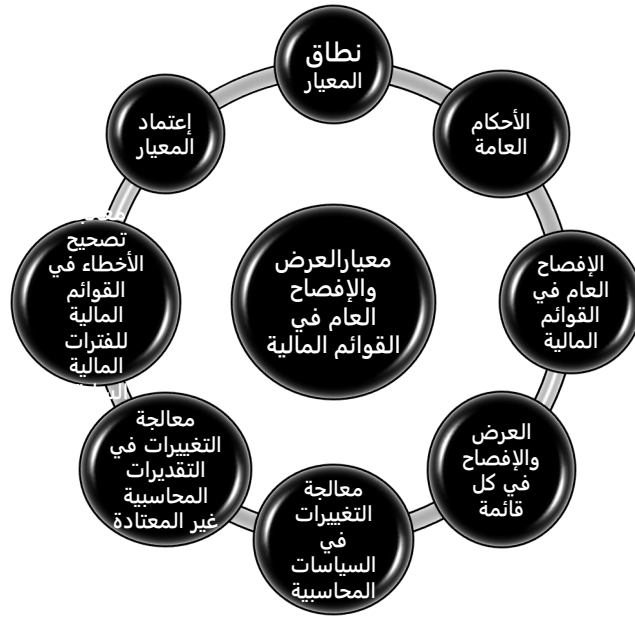 نطاق
المعيار
الأحكام
العامة
الإفصاح
العام في
القوائم
المالية
العرض
والإفصاح
في كل
قائمة
معالجة
التغييرات
في
السياسات
المحاسبية
معالجة
التغييرات في
التقديرات
المحاسبية
غير المعتادة
تصحيح
الأخطاء في
القوائم
المالية
للفترات
المالية
إعتماد
المعيار
معيارالعرض
والإفصاح
العام في
القوائم المالية